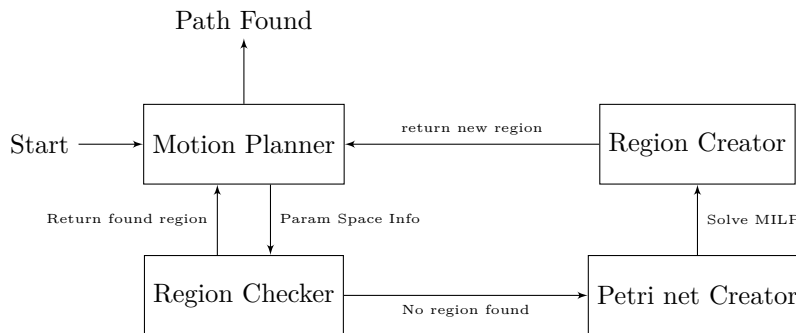 Path Found
Start
Motion Planner
return new region
Region Creator
Return found region
Param Space Info
Solve MILP
Region Checker
No region found
Petri net Creator